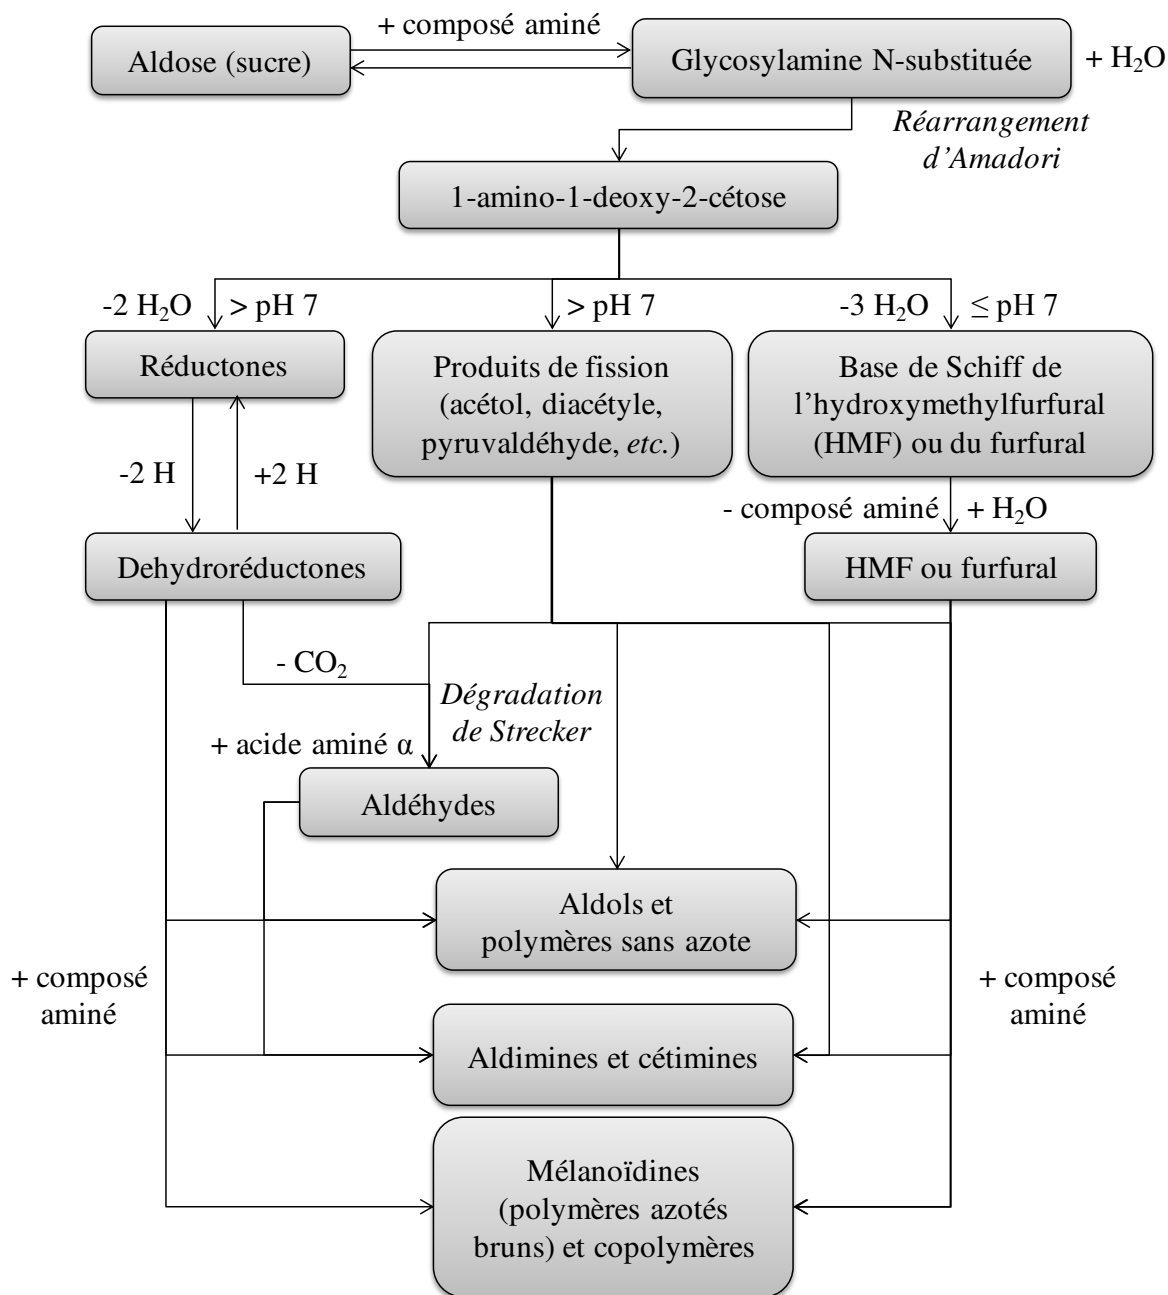 + composé aminé
Aldose (sucre)
Glycosylamine N-substituée
+ H₂O
Réarrangement
d’Amadori
1-amino-1-deoxy-2-cétose
-2 H₂O
> pH 7
> pH 7
-3 H₂O
≤ pH 7
Réductones
Produits de fission
(acétol, diacétyle,
pyruvaldéhyde, etc.)
Base de Schiff de
l’hydroxymethylfurfural
(HMF) ou du furfural
-2 H
+2 H
- composé aminé
+ H₂O
Dehydroréductones
HMF ou furfural
- CO₂
Dégradation
de Strecker
+ acide aminé α
Aldéhydes
Aldols et
polymères sans azote
+ composé
aminé
+ composé
aminé
Aldimines et cétimines
Mélanoïdines
(polymères azotés
bruns) et copolymères